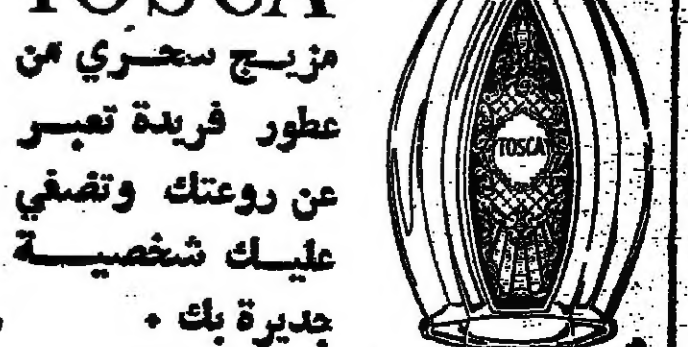 TOSCA
مزيج سحري من
عطور فريدة تعبر
عن روعتك وتضفي
عليك شخصية
جديرة بك .
TOSCA